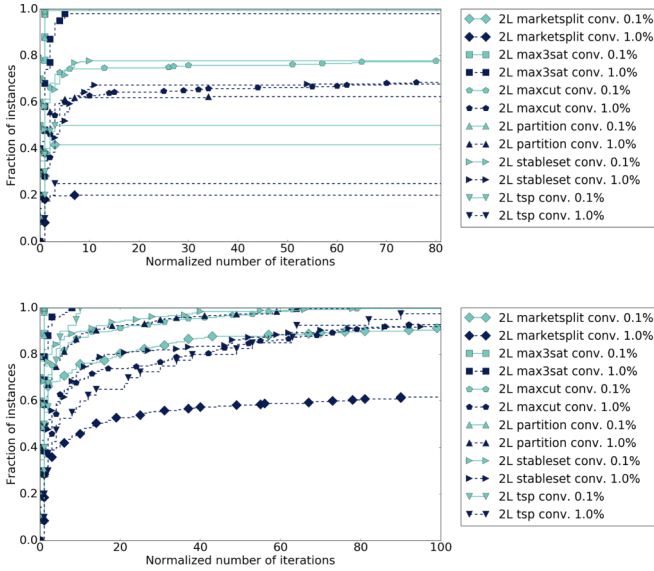 1.0
0.8
0.6
0.4
0.2
0.0
Fraction of instances
0 10 20 30 40 50 60 70 80
Normalized number of iterations
2L marketsplit conv. 0.1%
2L marketsplit conv. 1.0%
2L max3sat conv. 0.1%
2L max3sat conv. 1.0%
2L maxcut conv. 0.1%
2L maxcut conv. 1.0%
2L partition conv. 0.1%
2L partition conv. 1.0%
2L stableset conv. 0.1%
2L stableset conv. 1.0%
2L tsp conv. 0.1%
2L tsp conv. 1.0%
1.0
0.8
0.6
0.4
0.2
0.0
Fraction of instances
0 20 40 60 80 100
Normalized number of iterations
2L marketsplit conv. 0.1%
2L marketsplit conv. 1.0%
2L max3sat conv. 0.1%
2L max3sat conv. 1.0%
2L maxcut conv. 0.1%
2L maxcut conv. 1.0%
2L partition conv. 0.1%
2L partition conv. 1.0%
2L stableset conv. 0.1%
2L stableset conv. 1.0%
2L tsp conv. 0.1%
2L tsp conv. 1.0%